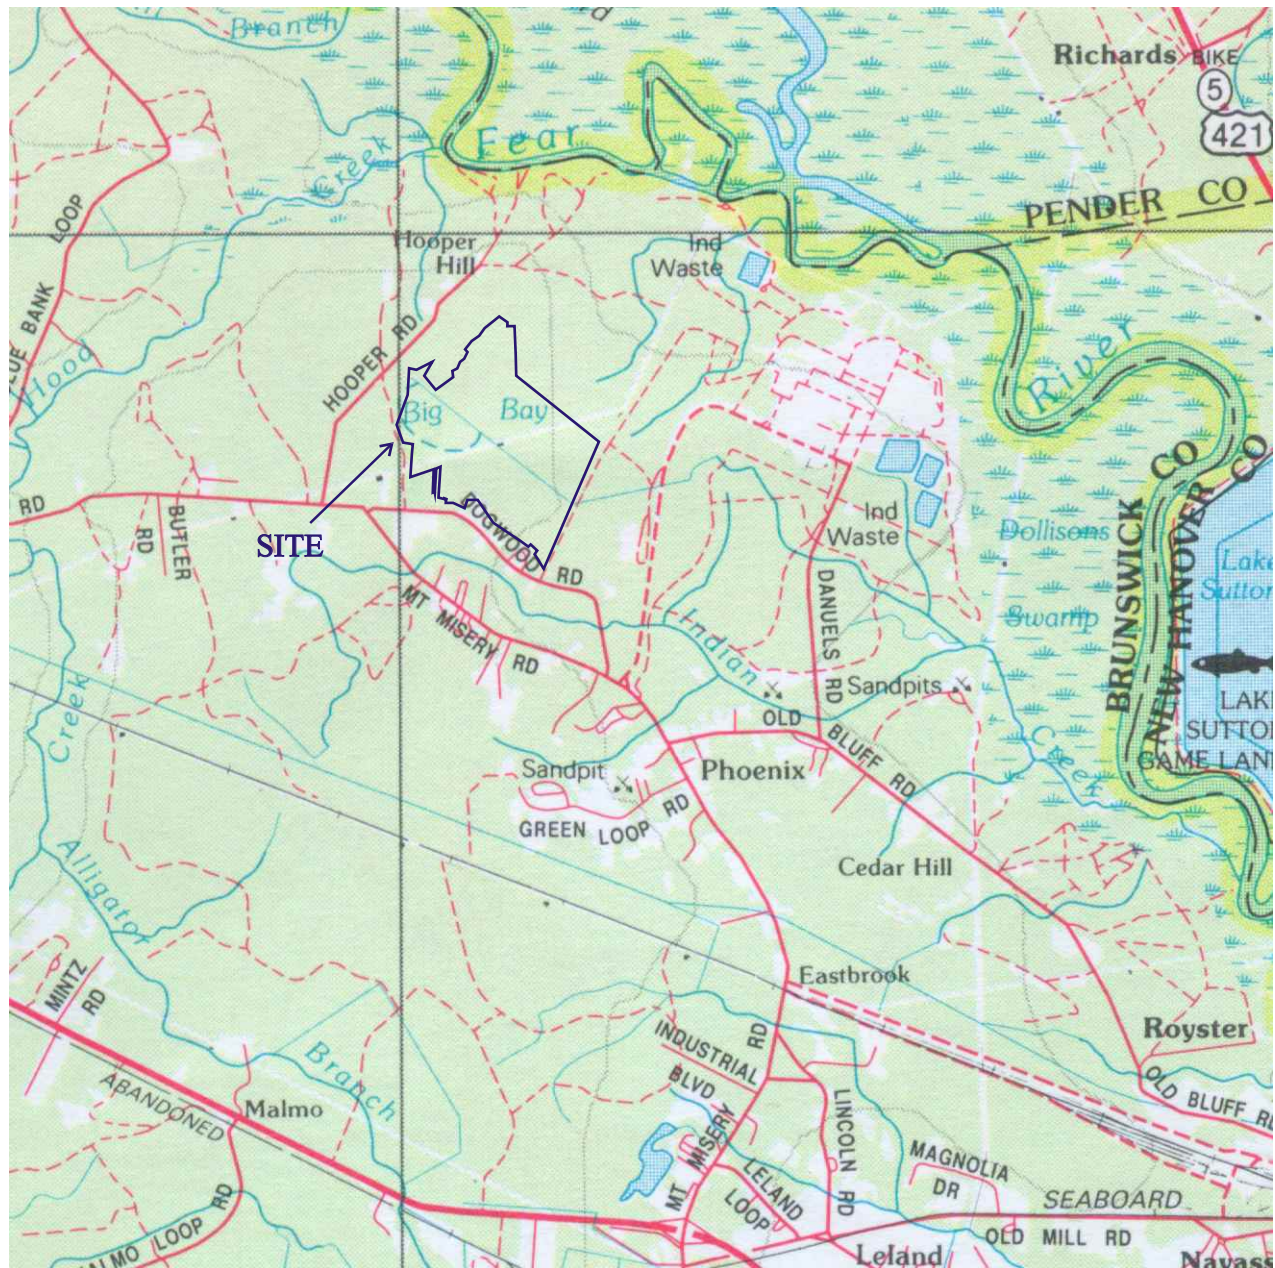 Branch
Richards
BIKE
5
421
Fear
Creek
PENDER CO
LOOP
Hooper
Hill
Ind
Waste
BANK
HOOPER RD
River
Hood
Big Bay
BRUNSWICK CO
NEW HANOVER CO
RD
BUTLER
RD
SITE
DOGWOOD RD
Ind
Waste
Dollisons
Swamp
Lake
Sutton
MT MISERY RD
DANUELS RD
Indian
Creek
Sandpits
LAKE
SUTTON
GAME LAND
Creek
OLD BLUFF RD
Sandpit
Phoenix
GREEN LOOP RD
Cedar Hill
Alligator
Branch
MINTZ
RD
Eastbrook
Royster
INDUSTRIAL
BLVD
RD
OLD BLUFF RD
ABANDONED
Malmo
MT MISERY
LINCOLN RD
MAGNOLIA
DR
LELAND
LOOP
SEABOARD
OLD MILL RD
MALMO LOOP RD
Leland
Navass